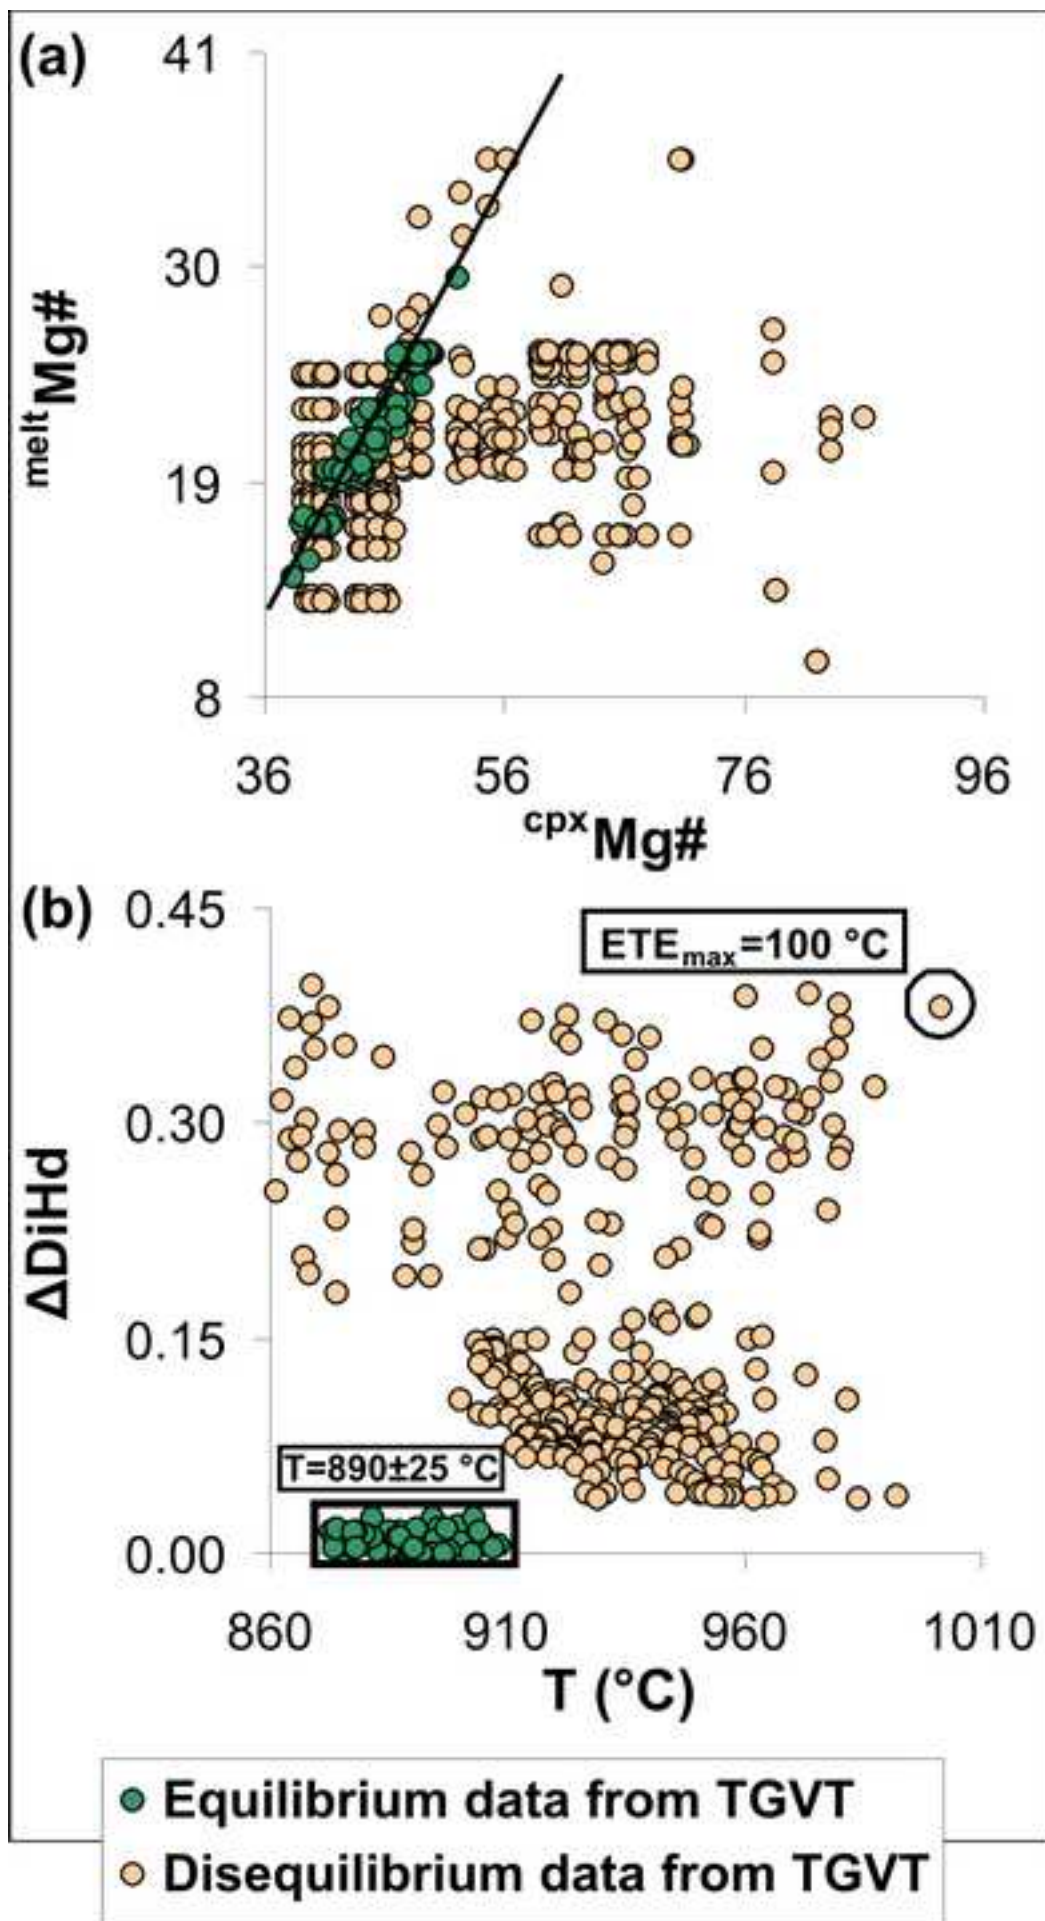 (a)
41
30
19
8
meltMg#
36 56 76 96
cpxMg#
(b)
0.45
0.30
0.15
0.00
ΔDiHd
ETEmax=100 °C
T=890±25 °C
860 910 960 1010
T (°C)
Equilibrium data from TGVT
Disequilibrium data from TGVT